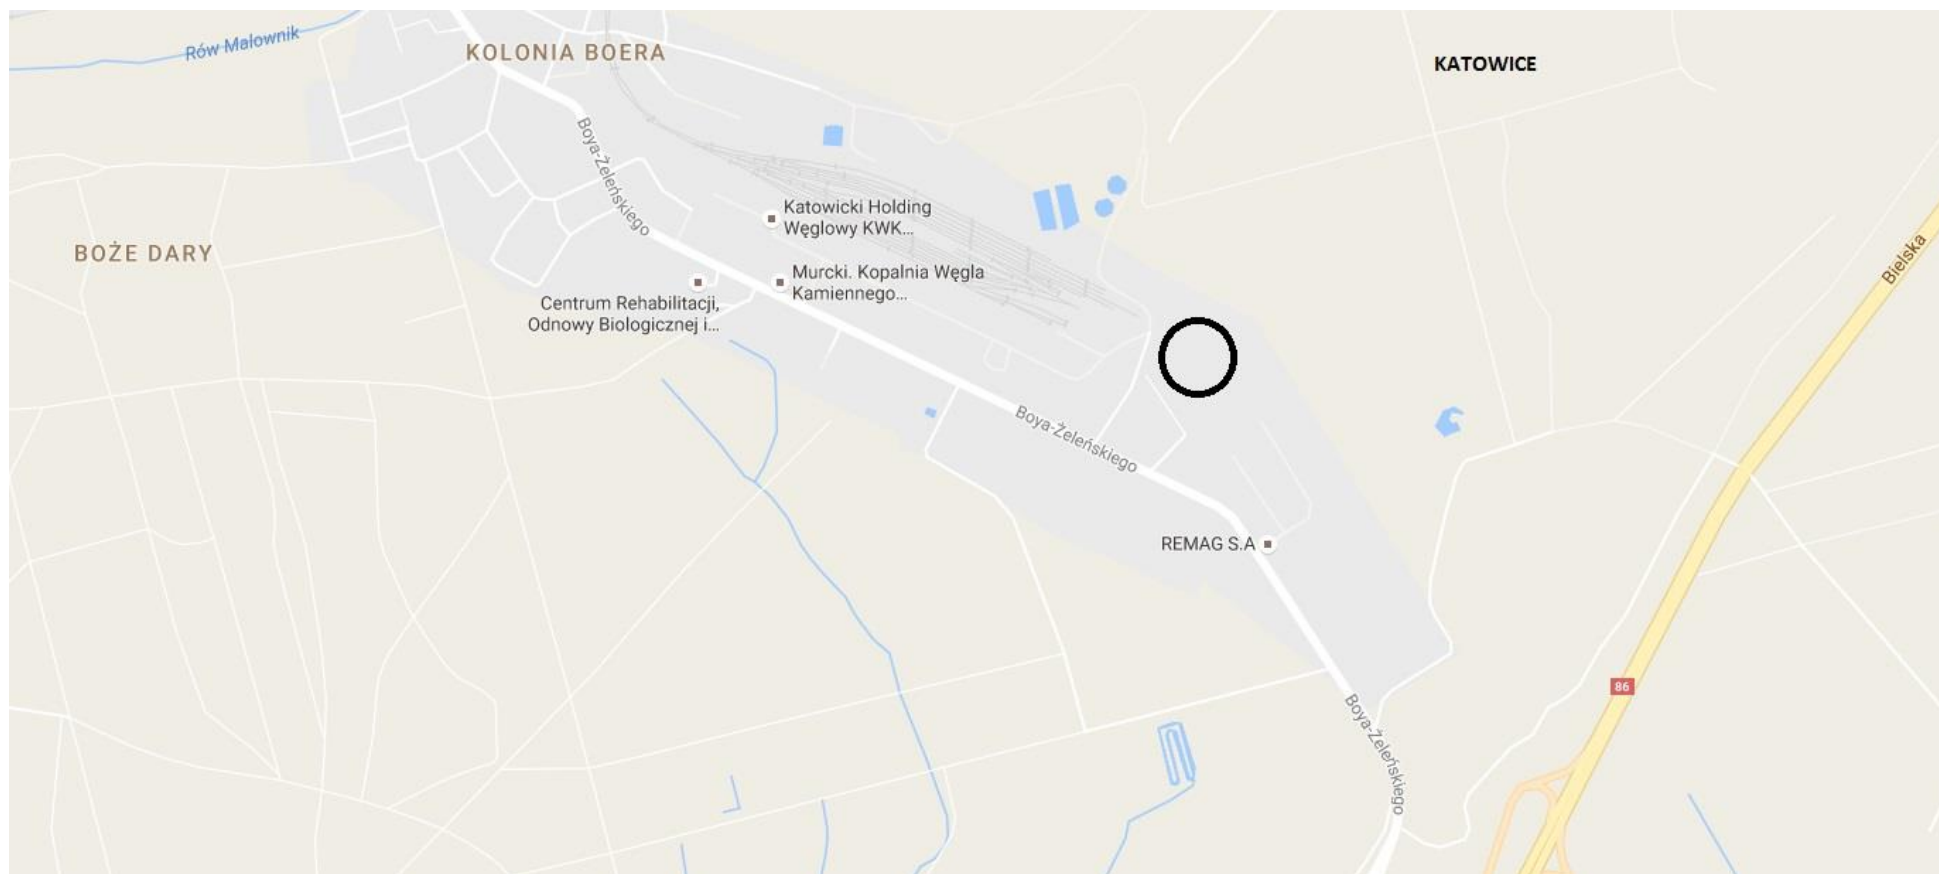 Rów Malownik
KOLONIA BOERA
KATOWICE
Boya-Żeleńskiego
Katowicki Holding
Węglowy KWK...
BOŻE DARY
Bielska
Murcki. Kopalnia Węgla
Kamiennego...
Centrum Rehabilitacji,
Odnowy Biologicznej i...
Boya-Żeleńskiego
REMAG S.A
86
Boya-Żeleńskiego